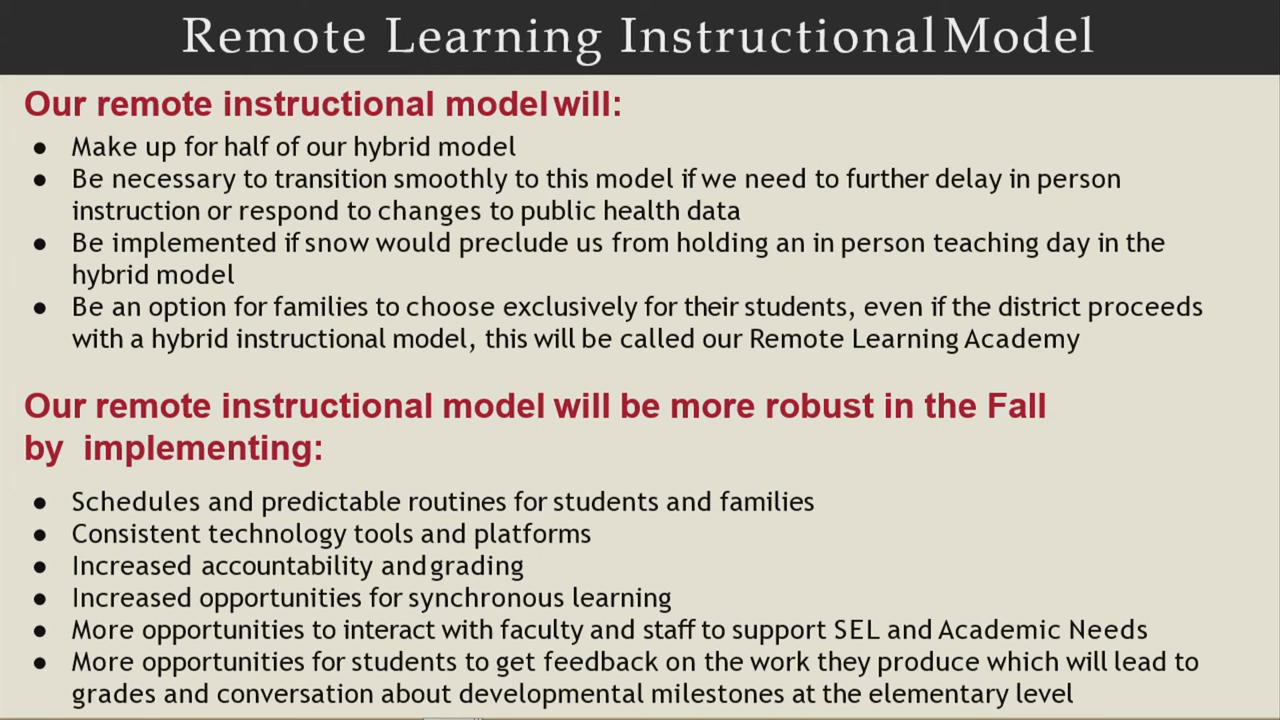 Remote Learning Instructional Model
Our remote instructional model will:
● Make up for half of our hybrid model
● Be necessary to transition smoothly to this model if we need to further delay in person
instruction or respond to changes to public health data
● Be implemented if snow would preclude us from holding an in person teaching day in the
hybrid model
● Be an option for families to choose exclusively for their students, even if the district proceeds
with a hybrid instructional model, this will be called our Remote Learning Academy
Our remote instructional model will be more robust in the Fall
by implementing:
● Schedules and predictable routines for students and families
● Consistent technology tools and platforms
● Increased accountability and grading
● Increased opportunities for synchronous learning
● More opportunities to interact with faculty and staff to support SEL and Academic Needs
● More opportunities for students to get feedback on the work they produce which will lead to
grades and conversation about developmental milestones at the elementary level